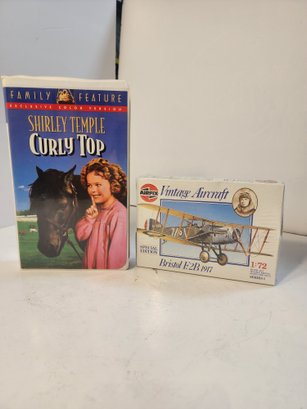 FAMILY FEATURE
EXCLUSIVE COLOR VERSION
SHIRLEY TEMPLE
CURLY TOP
AIRFIX
Vintage Aircraft
SPECIAL EDITION
Bristol F.2B 1917
1:72